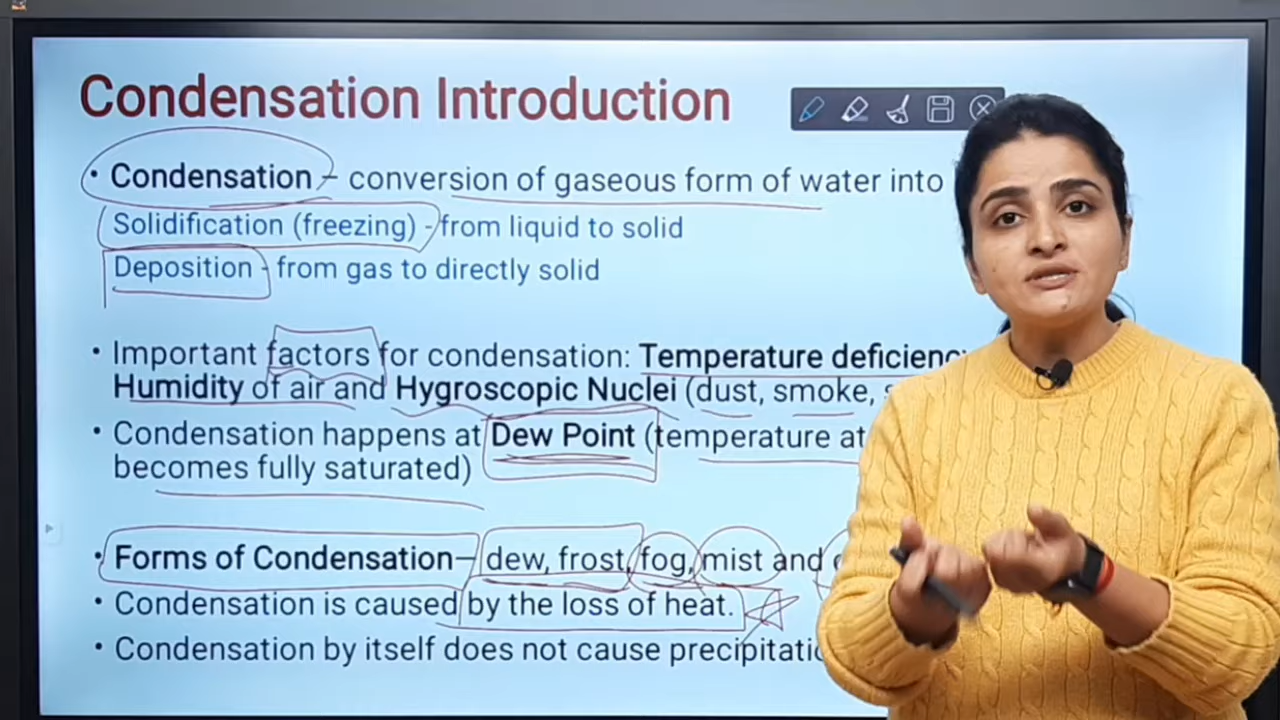 Condensation Introduction
• Condensation – conversion of gaseous form of water into
Solidification (freezing) - from liquid to solid
Deposition - from gas to directly solid
• Important factors for condensation: Temperature deficienc
Humidity of air and Hygroscopic Nuclei (dust, smoke, s
• Condensation happens at Dew Point (temperature at
becomes fully saturated)
• Forms of Condensation– dew, frost, fog, mist and
• Condensation is caused by the loss of heat.
• Condensation by itself does not cause precipitatio